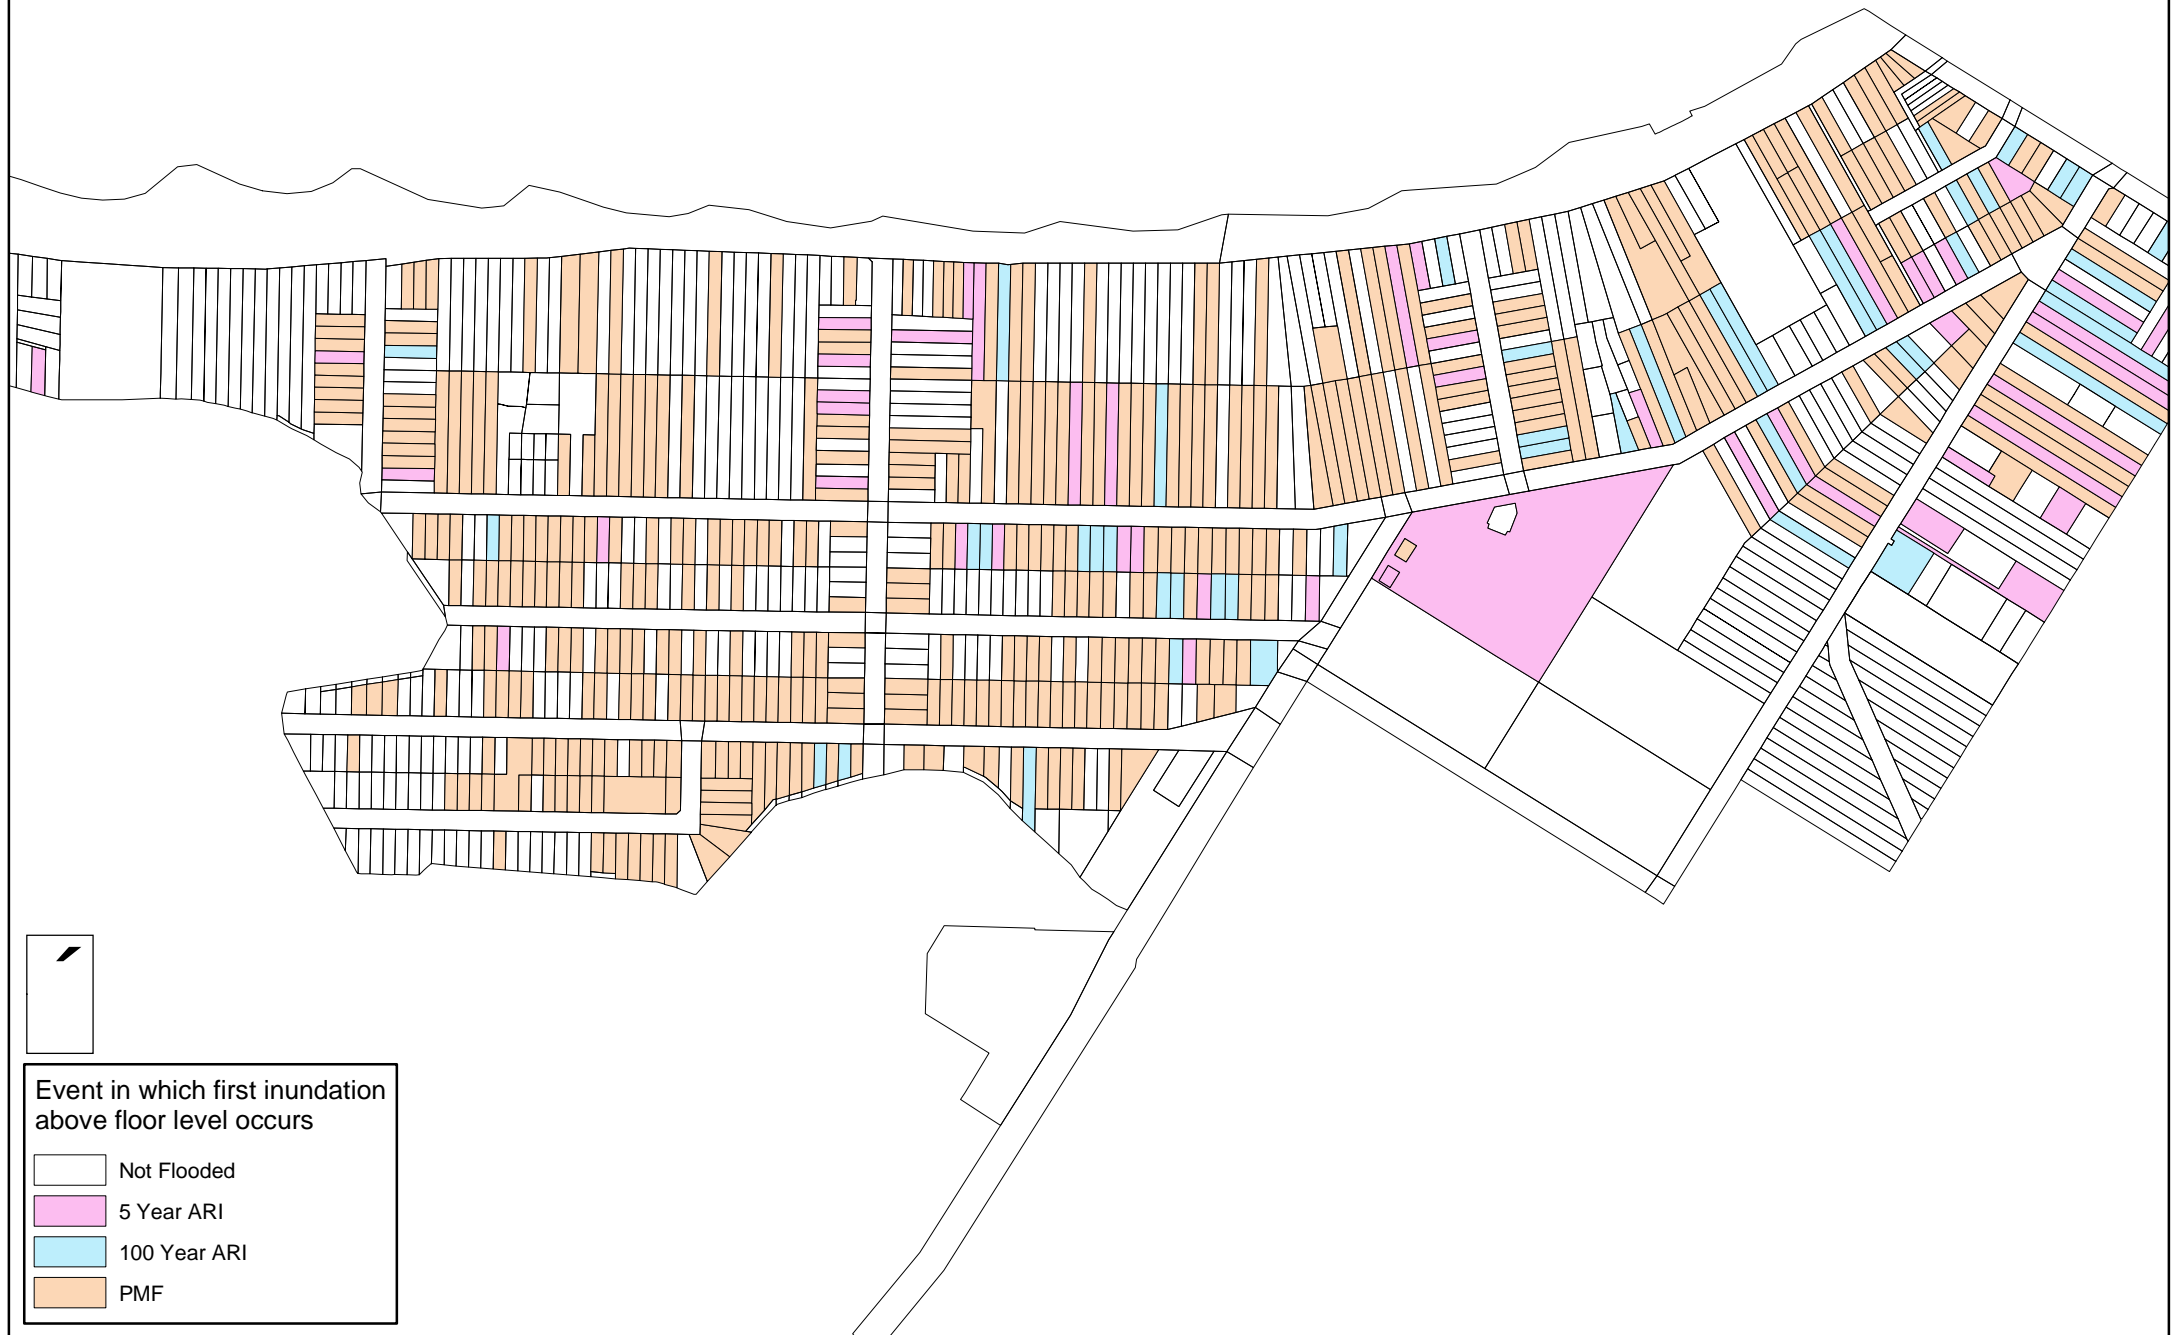 Event in which first inundation
above floor level occurs
Not Flooded
5 Year ARI
100 Year ARI
PMF